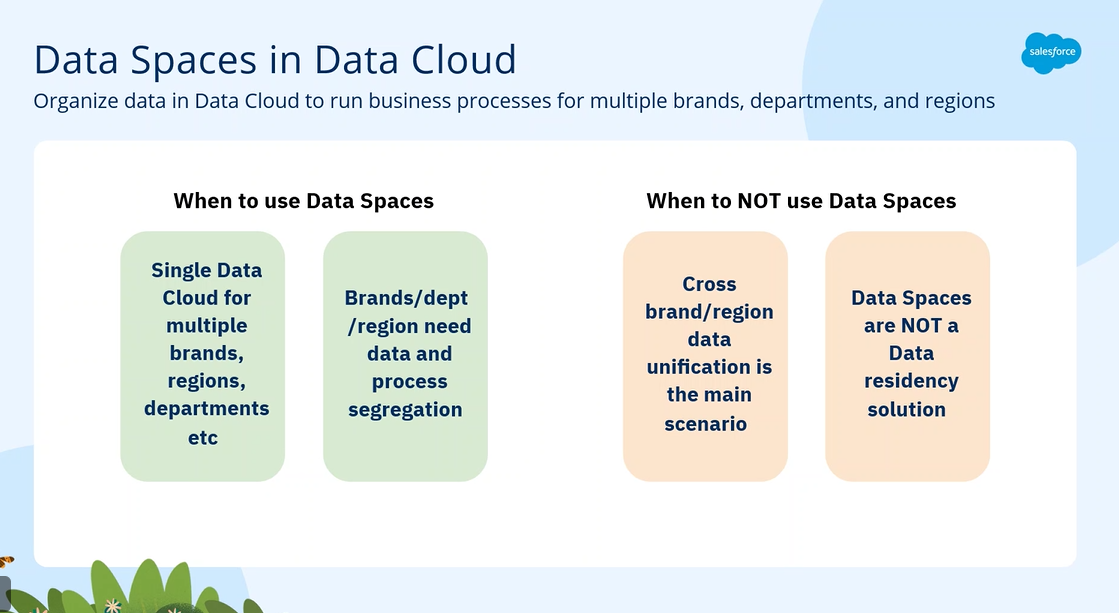 Data Spaces in Data Cloud
salesforce
Organize data in Data Cloud to run business processes for multiple brands, departments, and regions
When to use Data Spaces
Single Data
Cloud for
multiple
brands,
regions,
departments
etc
Brands/dept
/region need
data and
process
segregation
When to NOT use Data Spaces
Cross
brand/region
data
unification is
the main
scenario
Data Spaces
are NOT a
Data
residency
solution